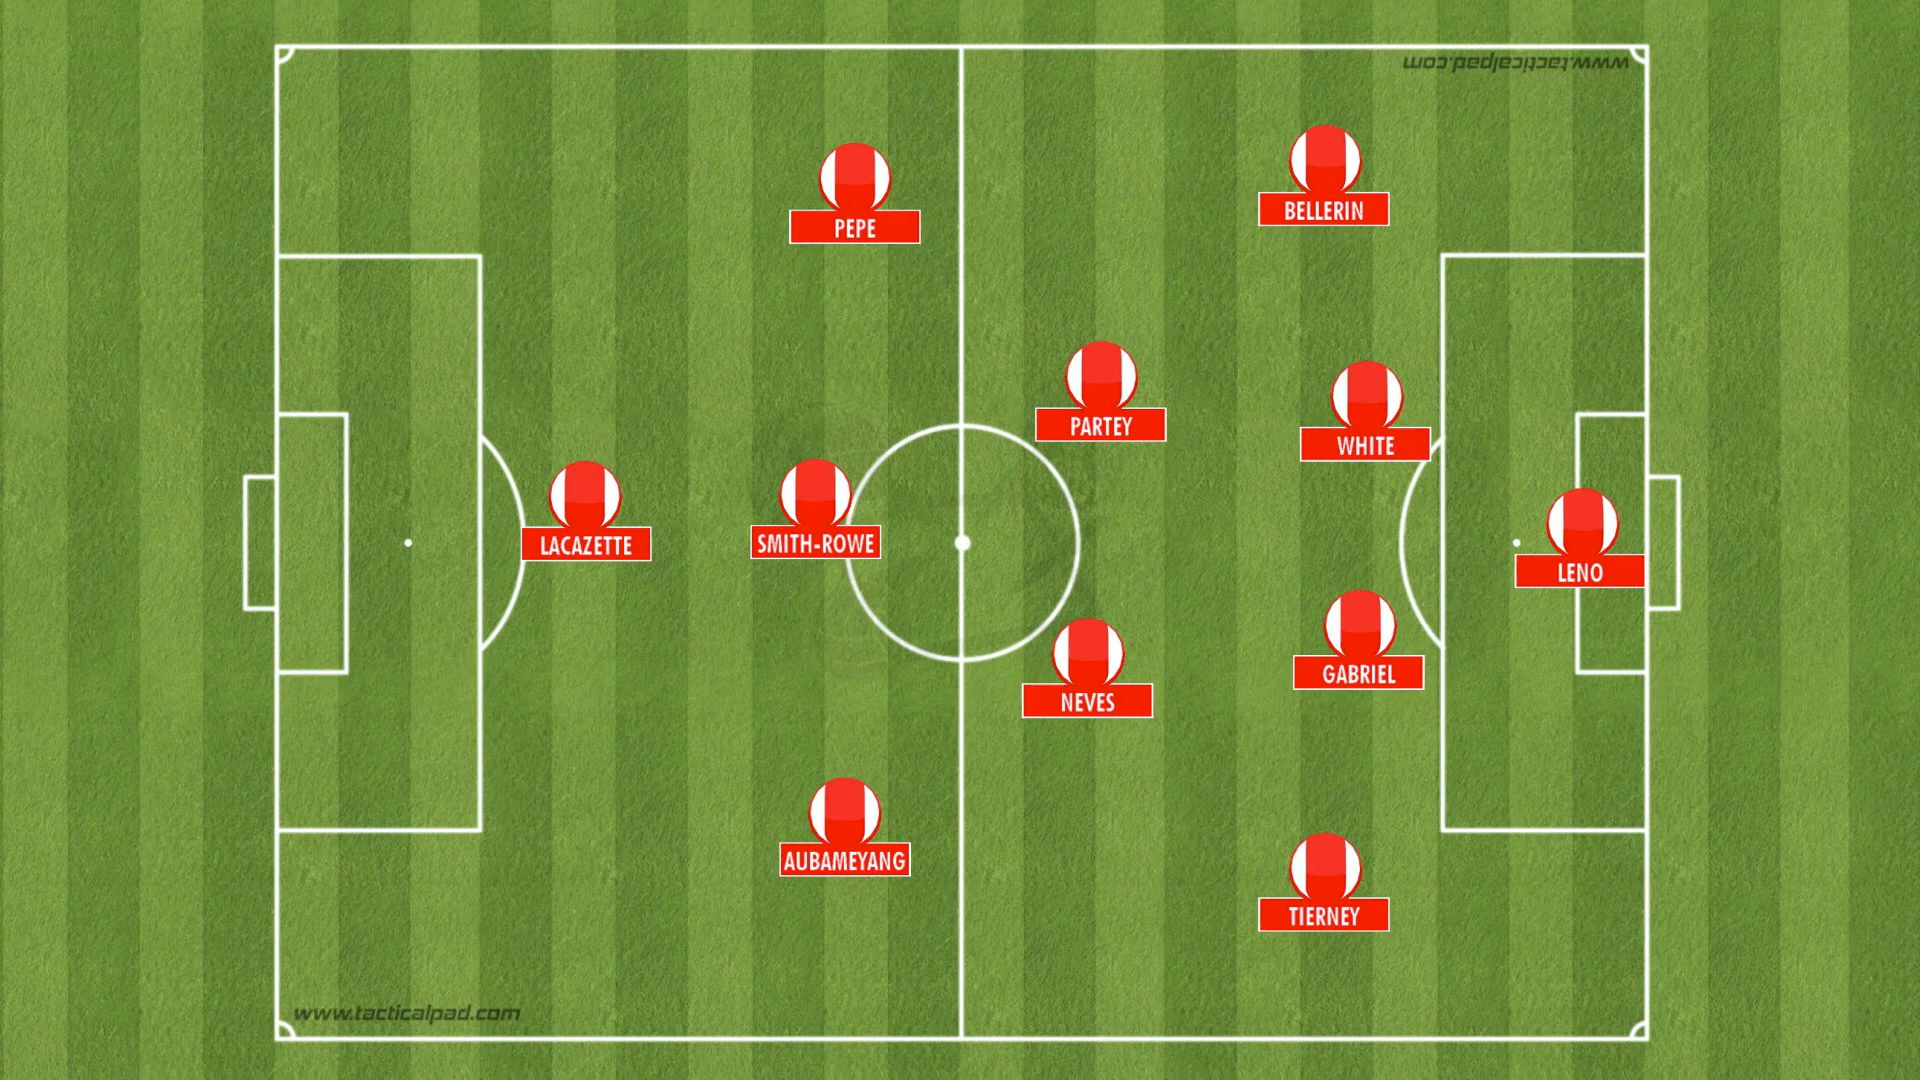 www.tacticalpad.com
PEPE
BELLERIN
PARTEY
WHITE
LACAZETTE
SMITH-ROWE
LENO
GABRIEL
NEVES
AUBAMEYANG
TIERNEY
www.tacticalpad.com